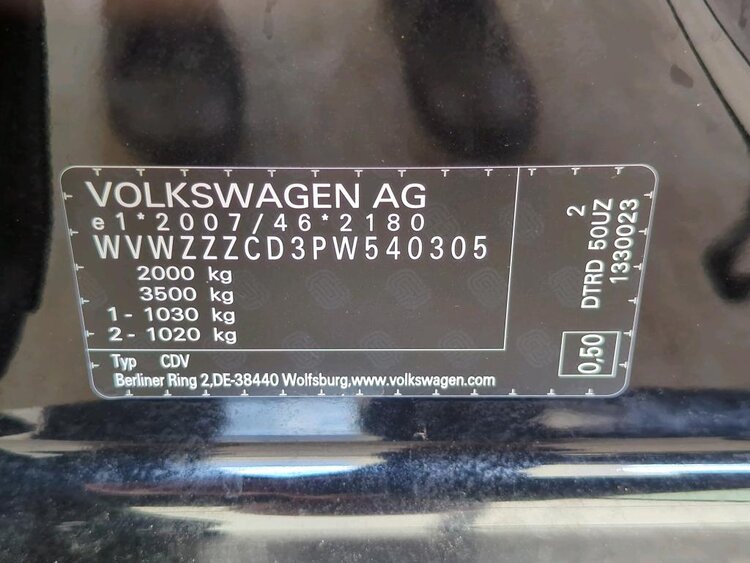 VOLKSWAGEN AG
e1*2007/46*2180
WVWZZZCD3PW540305
2000 kg
3500 kg
1- 1030 kg
2- 1020 kg
Typ CDV
Berliner Ring 2,DE-38440 Wolfsburg,www.volkswagen.com
2
DTRD 50UZ
1330023
0,50